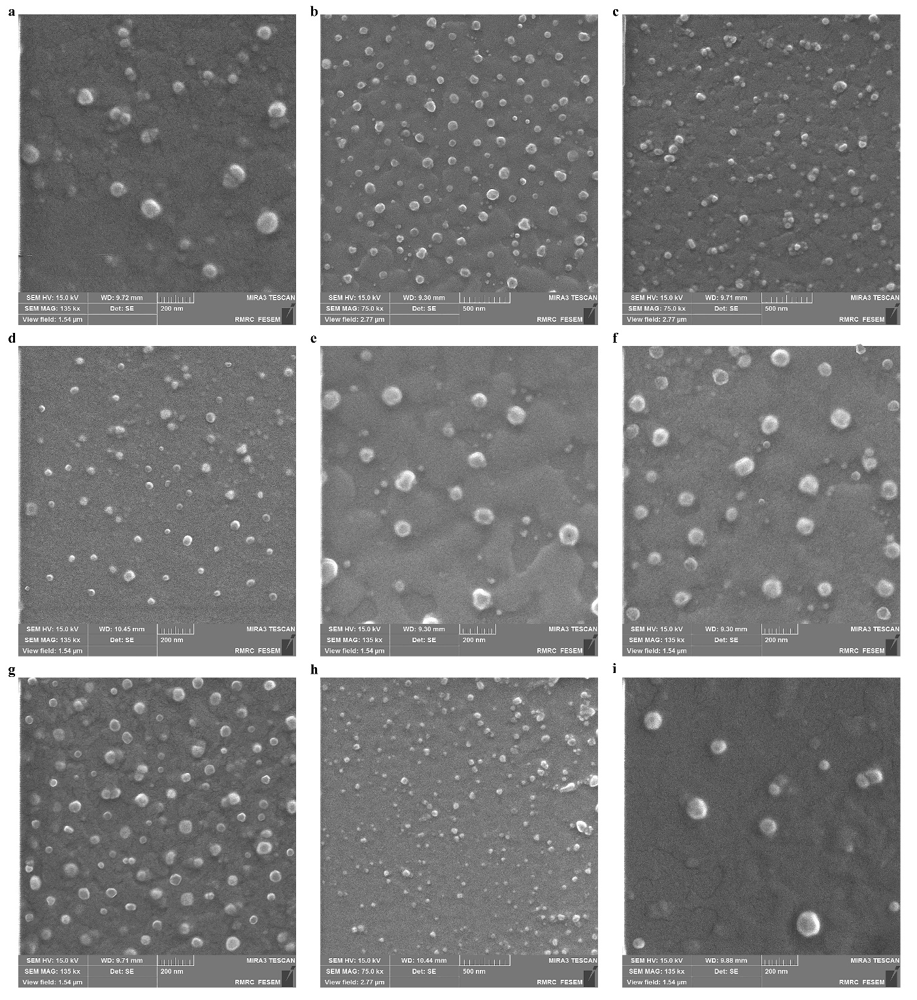 a
SEM HV: 15.0 kV WD: 9.72 mm MIRA3 TESCAN
SEM MAG: 135 kx Det: SE 200 nm
View field: 1.54 µm RMRC FESEM
b
SEM HV: 15.0 kV WD: 9.30 mm MIRA3 TESCAN
SEM MAG: 75.0 kx Det: SE 500 nm
View field: 2.77 µm RMRC FESEM
c
SEM HV: 15.0 kV WD: 9.71 mm MIRA3 TESCAN
SEM MAG: 75.0 kx Det: SE 500 nm
View field: 2.77 µm RMRC FESEM
d
SEM HV: 15.0 kV WD: 10.45 mm MIRA3 TESCAN
SEM MAG: 135 kx Det: SE 200 nm
View field: 1.54 µm RMRC FESEM
e
SEM HV: 15.0 kV WD: 9.30 mm MIRA3 TESCAN
SEM MAG: 135 kx Det: SE 200 nm
View field: 1.54 µm RMRC FESEM
f
SEM HV: 15.0 kV WD: 9.30 mm MIRA3 TESCAN
SEM MAG: 135 kx Det: SE 200 nm
View field: 1.54 µm RMRC FESEM
g
SEM HV: 15.0 kV WD: 9.71 mm MIRA3 TESCAN
SEM MAG: 135 kx Det: SE 200 nm
View field: 1.54 µm RMRC FESEM
h
SEM HV: 15.0 kV WD: 10.44 mm MIRA3 TESCAN
SEM MAG: 75.0 kx Det: SE 500 nm
View field: 2.77 µm RMRC FESEM
i
SEM HV: 15.0 kV WD: 9.88 mm MIRA3 TESCAN
SEM MAG: 135 kx Det: SE 200 nm
View field: 1.54 µm RMRC FESEM